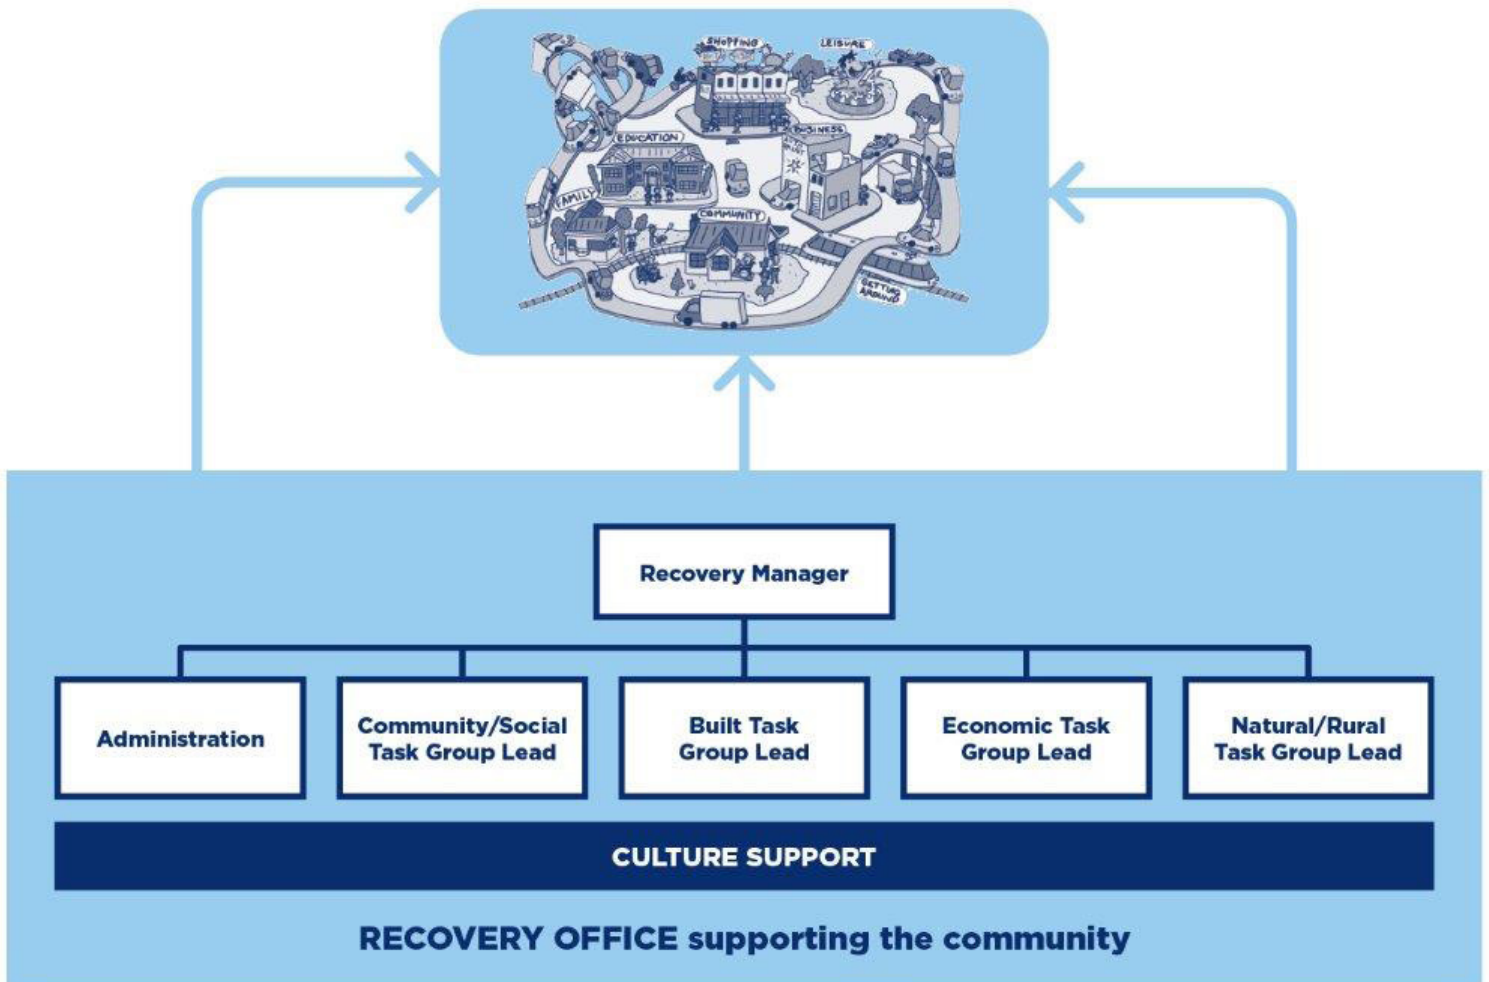 SHOPPING
LEISURE
EDUCATION
BUSINESS
FAMILY
COMMUNITY
GETTING
AROUND
Recovery Manager
Administration
Community/Social
Task Group Lead
Built Task
Group Lead
Economic Task
Group Lead
Natural/Rural
Task Group Lead
CULTURE SUPPORT
RECOVERY OFFICE supporting the community